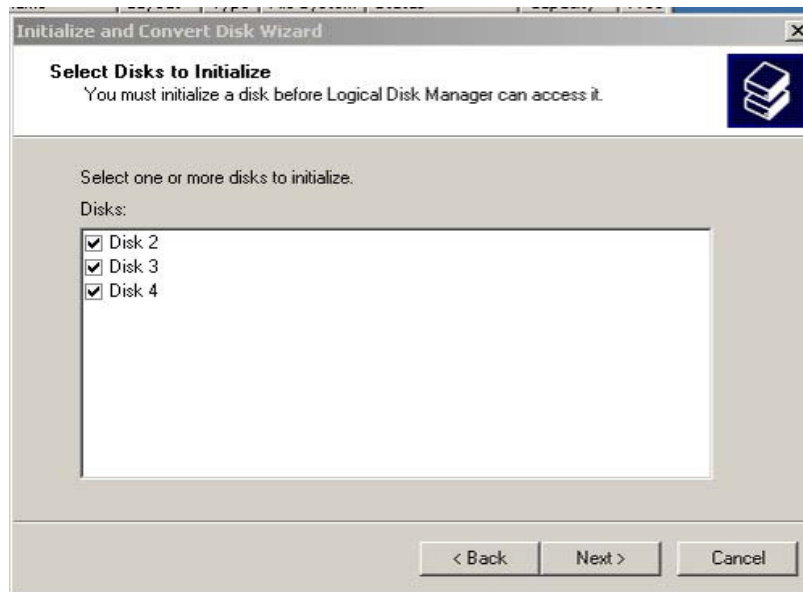 Initialize and Convert Disk Wizard
Select Disks to Initialize
You must initialize a disk before Logical Disk Manager can access it.
Select one or more disks to initialize.
Disks:
Disk 2
Disk 3
Disk 4
< Back Next > Cancel